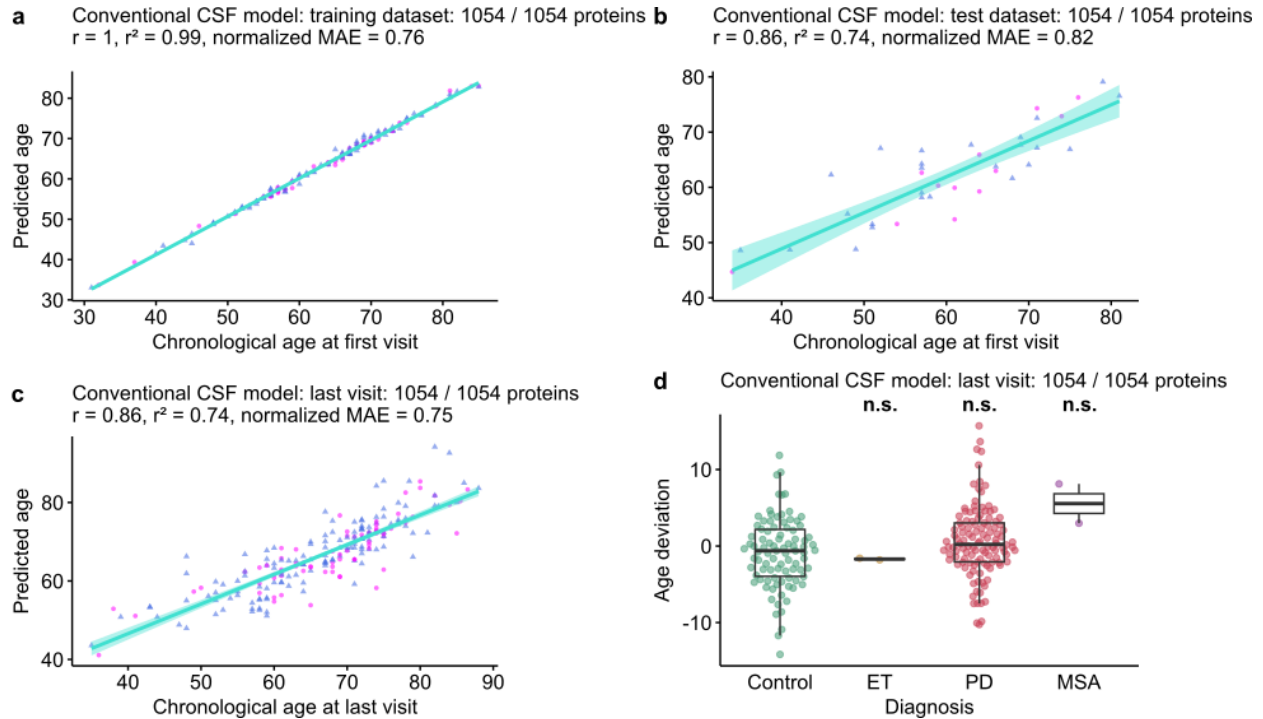 a
Conventional CSF model: training dataset: 1054 / 1054 proteins
r = 1, r² = 0.99, normalized MAE = 0.76
80
70
60
50
40
30
Predicted age
30 40 50 60 70 80
Chronological age at first visit
b
Conventional CSF model: test dataset: 1054 / 1054 proteins
r = 0.86, r² = 0.74, normalized MAE = 0.82
80
70
60
50
40
Predicted age
40 50 60 70 80
Chronological age at first visit
c
Conventional CSF model: last visit: 1054 / 1054 proteins
r = 0.86, r² = 0.74, normalized MAE = 0.75
80
60
40
Predicted age
40 50 60 70 80 90
Chronological age at last visit
d
Conventional CSF model: last visit: 1054 / 1054 proteins
n.s. n.s. n.s.
10
0
-10
Age deviation
Control ET PD MSA
Diagnosis